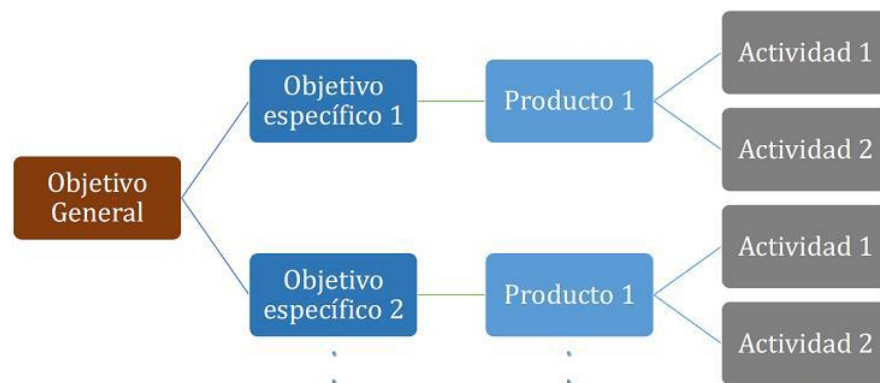 Objetivo
General
Objetivo
específico 1
Producto 1
Actividad 1
Actividad 2
Objetivo
específico 2
Producto 1
Actividad 1
Actividad 2